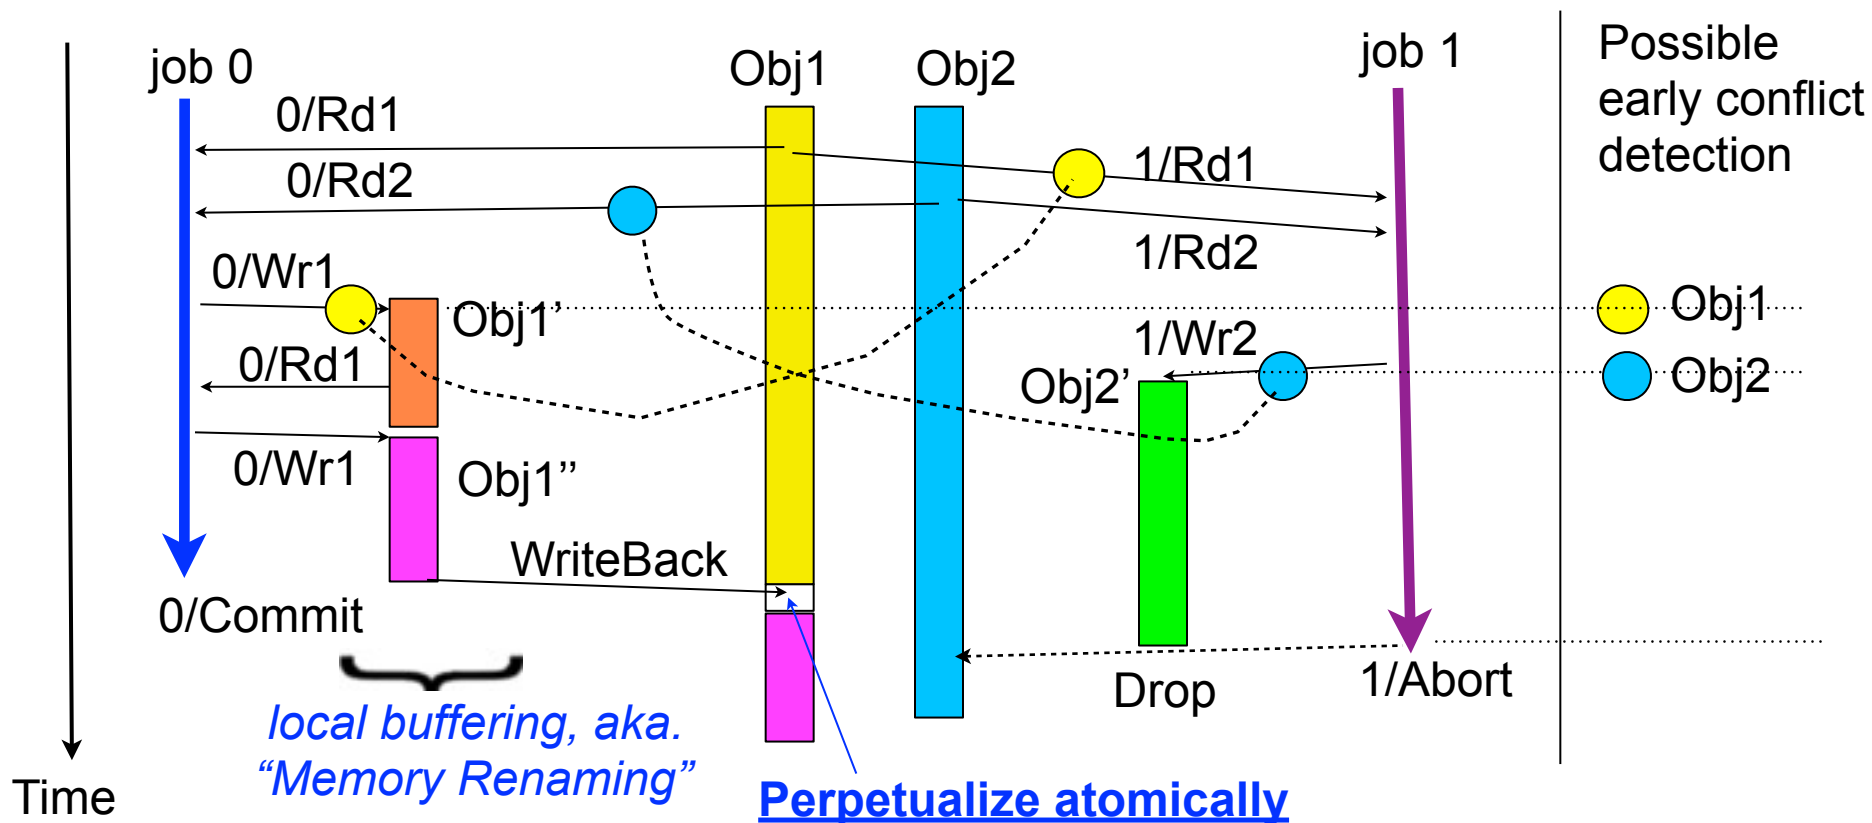 job 0
Obj1
Obj2
job 1
Possible
early conflict
detection
0/Rd1
1/Rd1
0/Rd2
1/Rd2
0/Wr1
Obj1’
1/Wr2
Obj1
0/Rd1
Obj2’
Obj2
0/Wr1
Obj1’’
WriteBack
0/Commit
Drop
1/Abort
local buffering, aka.
“Memory Renaming”
Time
Perpetualize atomically